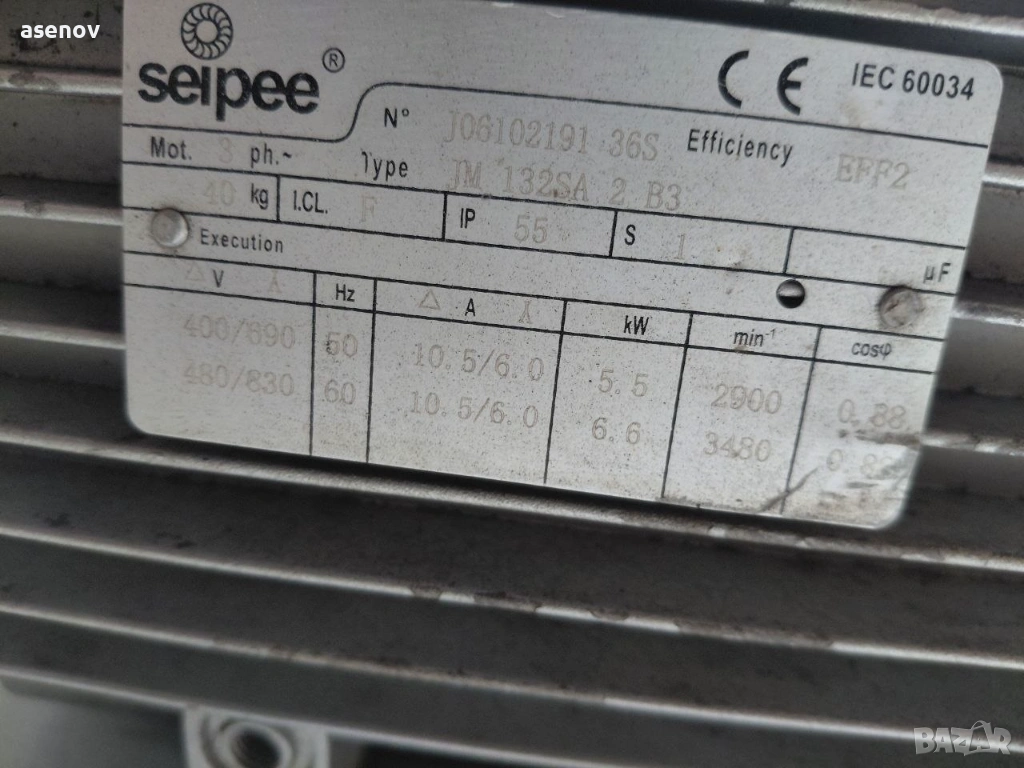 asenov
seipee ®
CE IEC 60034
N° J06102191 36S Efficiency EFF2
Mot. 3 ph.~ Type JM 132SA 2 B3
40 kg I.CL. F IP 55 S 1 µF
Execution
△ V Y Hz △ A Y kW min-1 cosφ
400/690 50 10.5/6.0 5.5 2900 0.88
480/830 60 10.5/6.0 6.6 3480
BAZAR